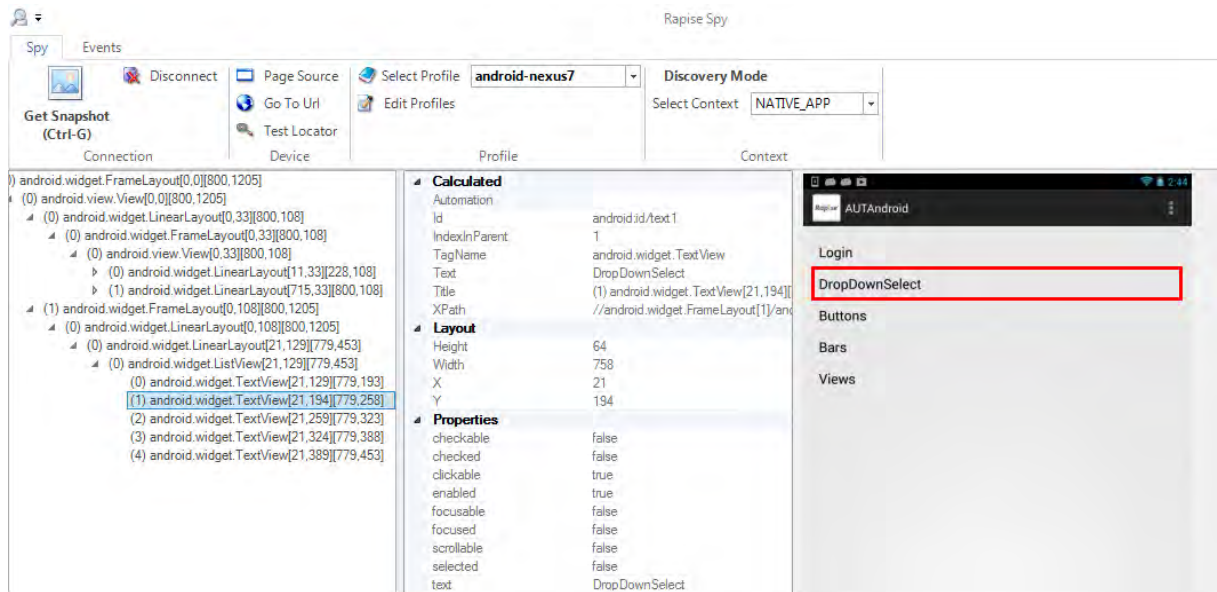 Rapise Spy
Spy Events
Disconnect
Page Source
Select Profile android-nexus7
Discovery Mode
Go To Url
Edit Profiles
Select Context NATIVE_APP
Get Snapshot
(Ctrl-G)
Test Locator
Connection Device Profile Context
) android.widget.FrameLayout[0,0][800,1205]
(0) android.view.View[0,0][800,1205]
(0) android.widget.LinearLayout[0,33][800,108]
(0) android.widget.FrameLayout[0,33][800,108]
(0) android.view.View[0,33][800,108]
(0) android.widget.LinearLayout[11,33][228,108]
(1) android.widget.LinearLayout[715,33][800,108]
(1) android.widget.FrameLayout[0,108][800,1205]
(0) android.widget.LinearLayout[0,108][800,1205]
(0) android.widget.LinearLayout[21,129][779,453]
(0) android.widget.ListView[21,129][779,453]
(0) android.widget.TextView[21,129][779,193]
(1) android.widget.TextView[21,194][779,258]
(2) android.widget.TextView[21,259][779,323]
(3) android.widget.TextView[21,324][779,388]
(4) android.widget.TextView[21,389][779,453]
Calculated
Automation
Id android:id/text1
IndexInParent 1
TagName android.widget.TextView
Text DropDownSelect
Title (1) android.widget.TextView[21,194][
XPath //android.widget.FrameLayout[1]/and
Layout
Height 64
Width 758
X 21
Y 194
Properties
checkable false
checked false
clickable true
enabled true
focusable false
focused false
scrollable false
selected false
text DropDownSelect
2:44
Rapise AUTAndroid
Login
DropDownSelect
Buttons
Bars
Views